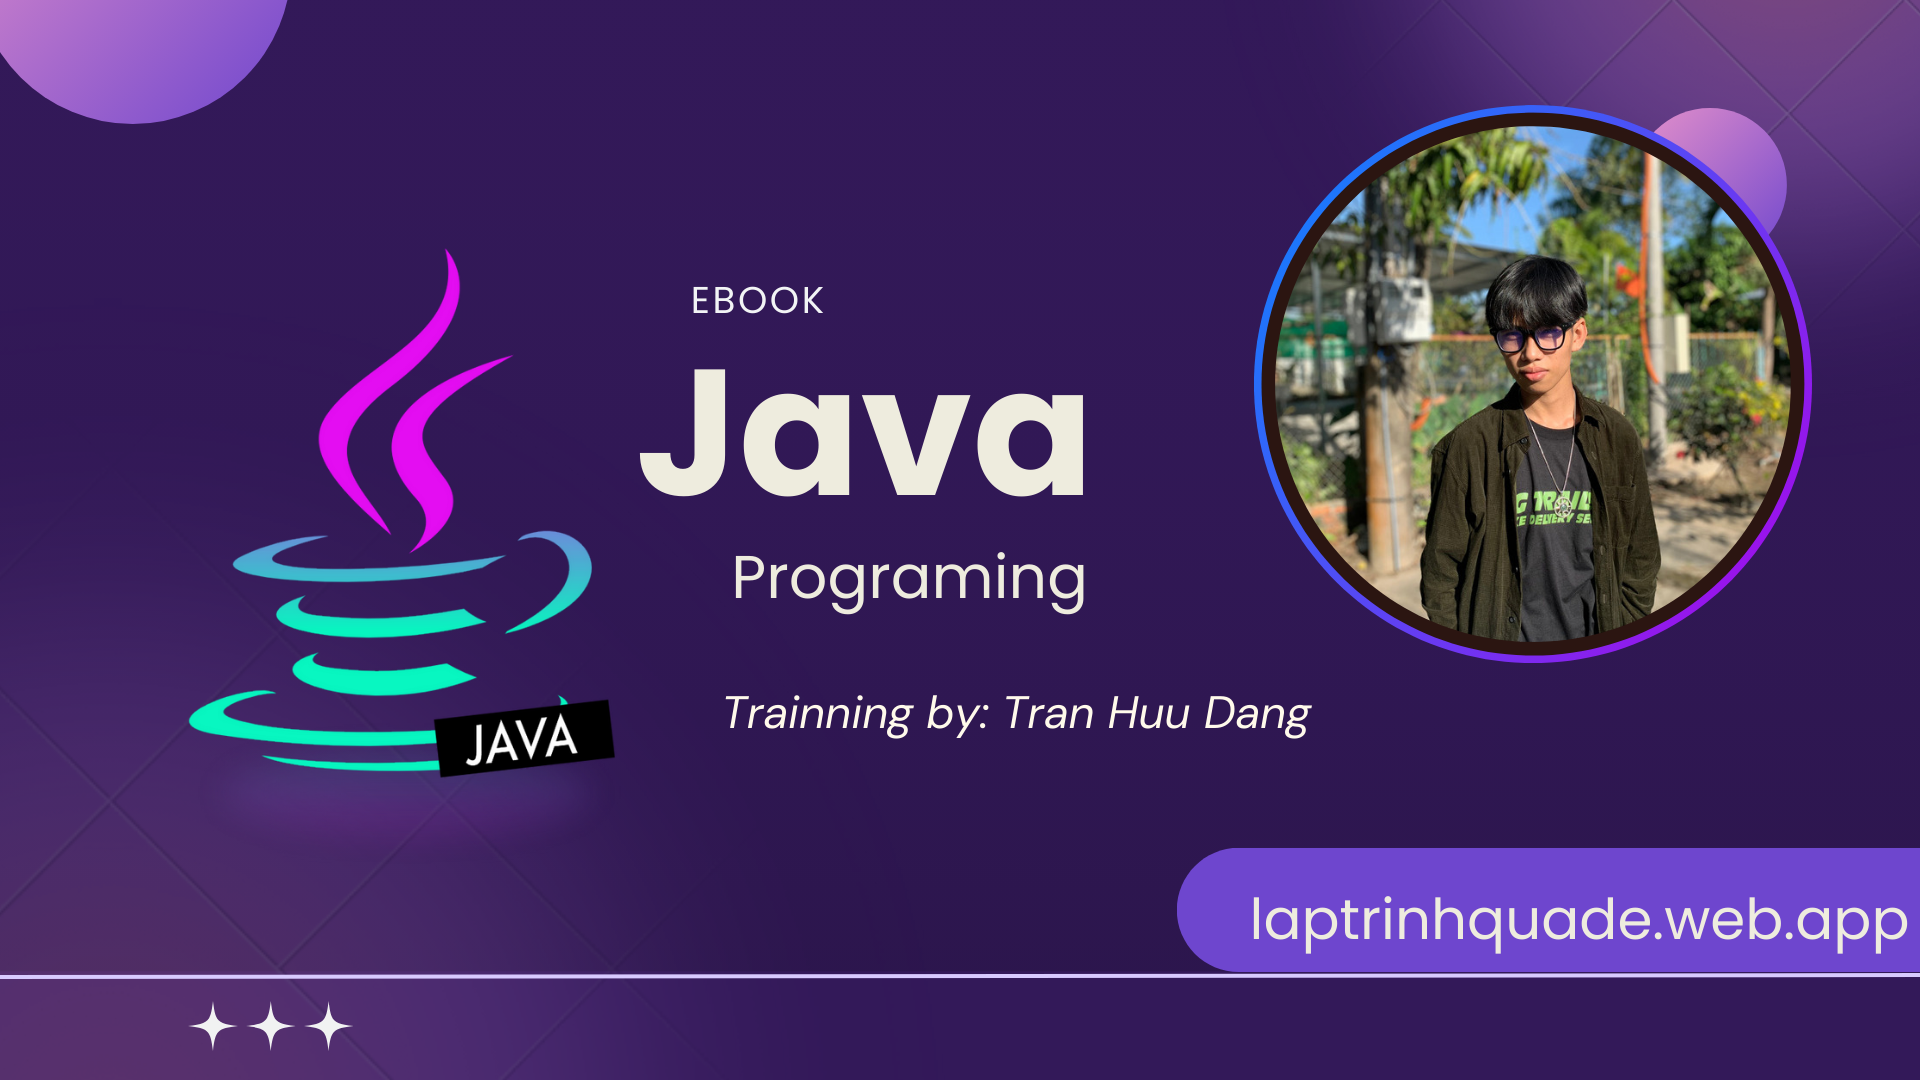 EBOOK
Java
Programing
JAVA
Trainning by: Tran Huu Dang
laptrinhquade.web.app